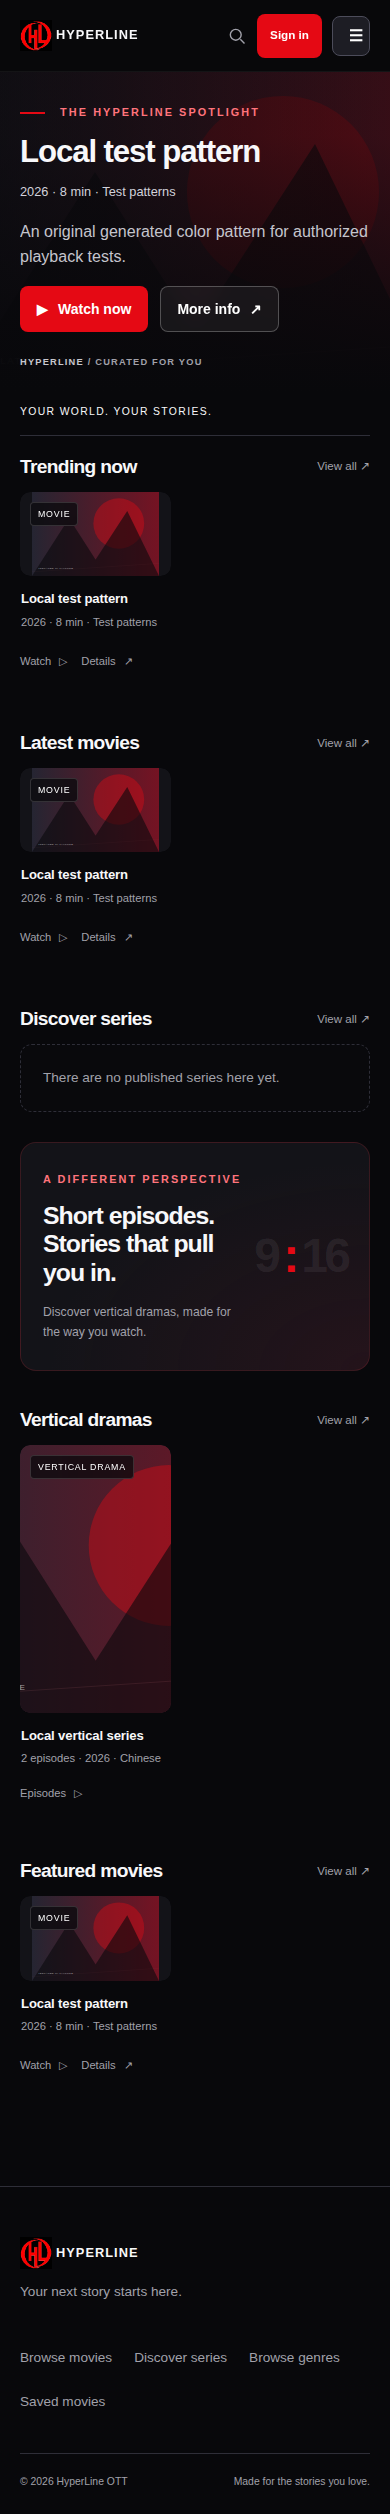 HYPERLINE
Sign in
☰
THE HYPERLINE SPOTLIGHT
Local test pattern
2026 · 8 min · Test patterns
An original generated color pattern for authorized
playback tests.
▶ Watch now
More info ↗
HYPERLINE / CURATED FOR YOU
YOUR WORLD. YOUR STORIES.
Trending now
View all ↗
MOVIE
Local test pattern
2026 · 8 min · Test patterns
Watch ▷ Details ↗
Latest movies
View all ↗
MOVIE
Local test pattern
2026 · 8 min · Test patterns
Watch ▷ Details ↗
Discover series
View all ↗
There are no published series here yet.
A DIFFERENT PERSPECTIVE
Short episodes.
Stories that pull
you in.
9:16
Discover vertical dramas, made for
the way you watch.
Vertical dramas
View all ↗
VERTICAL DRAMA
E
Local vertical series
2 episodes · 2026 · Chinese
Episodes ▷
Featured movies
View all ↗
MOVIE
Local test pattern
2026 · 8 min · Test patterns
Watch ▷ Details ↗
HYPERLINE
Your next story starts here.
Browse movies Discover series Browse genres
Saved movies
© 2026 HyperLine OTT
Made for the stories you love.